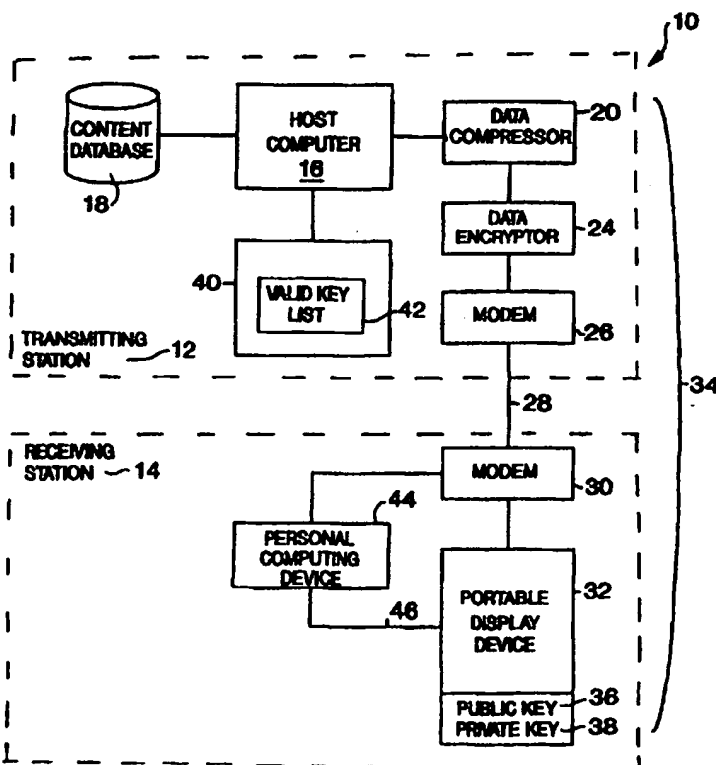 10
CONTENT
DATABASE
18
HOST
COMPUTER
16
DATA
COMPRESSOR
20
DATA
ENCRYPTOR
24
40
VALID KEY
LIST
42
MODEM
26
TRANSMITTING
STATION
12
28
34
RECEIVING
STATION
14
MODEM
30
44
PERSONAL
COMPUTING
DEVICE
46
PORTABLE
DISPLAY
DEVICE
32
PUBLIC KEY
36
PRIVATE KEY
38